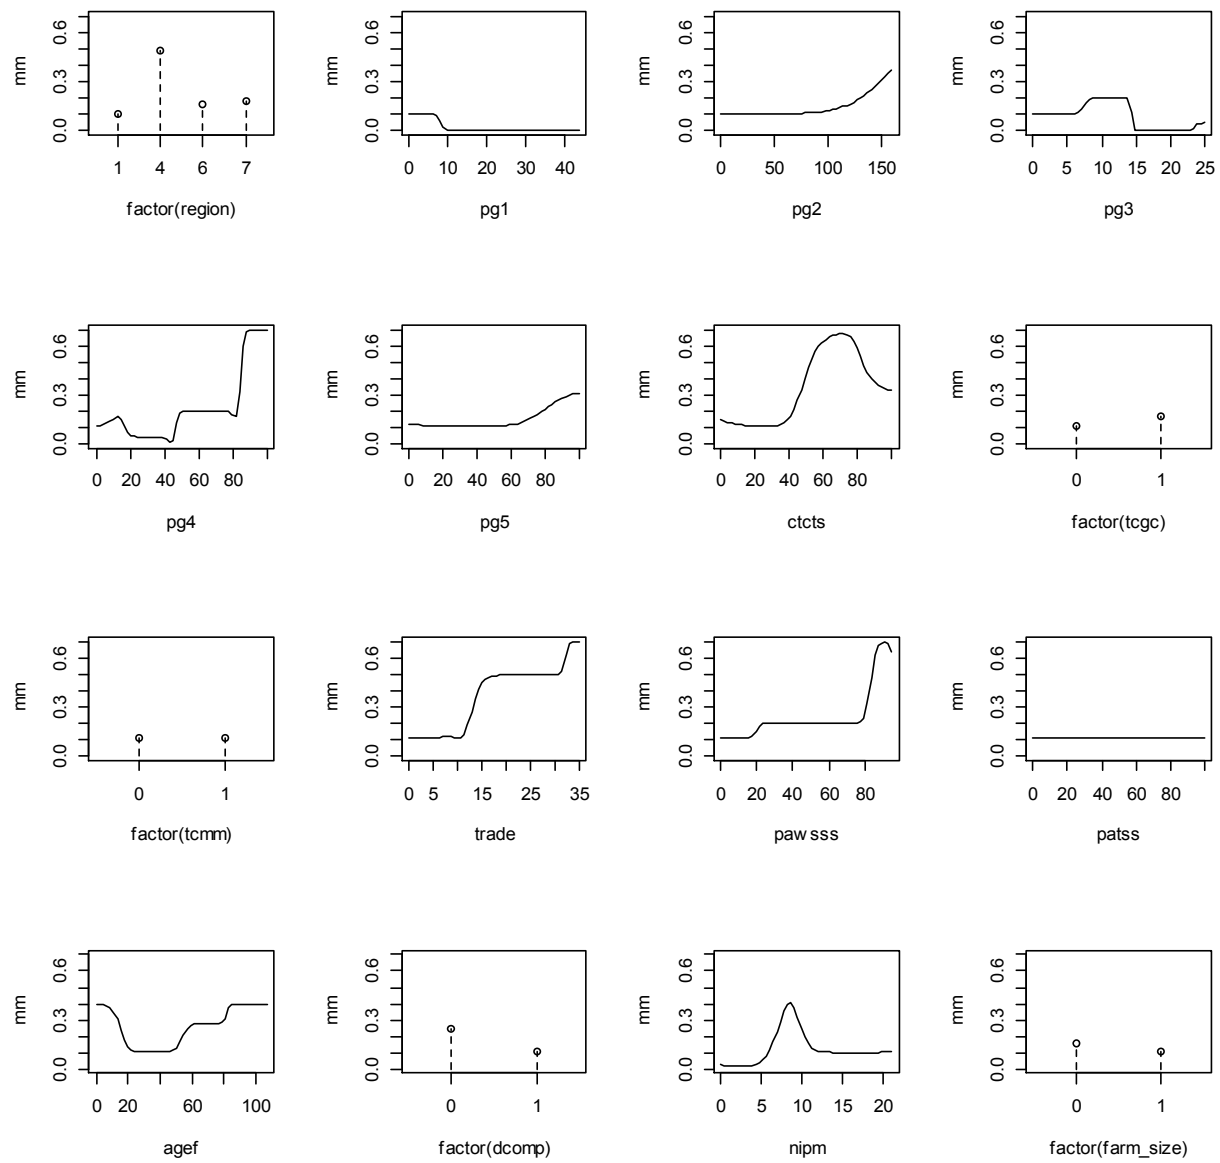 mm 0.0 0.3 0.6
1 4 6 7
factor(region)
mm 0.0 0.3 0.6
0 10 20 30 40
pg1
mm 0.0 0.3 0.6
0 50 100 150
pg2
mm 0.0 0.3 0.6
0 5 10 15 20 25
pg3
mm 0.0 0.3 0.6
0 20 40 60 80
pg4
mm 0.0 0.3 0.6
0 20 40 60 80
pg5
mm 0.0 0.3 0.6
0 20 40 60 80
ctcts
mm 0.0 0.3 0.6
0 1
factor(tcgc)
mm 0.0 0.3 0.6
0 1
factor(tcmm)
mm 0.0 0.3 0.6
0 5 15 25 35
trade
mm 0.0 0.3 0.6
0 20 40 60 80
paw sss
mm 0.0 0.3 0.6
0 20 40 60 80
patss
mm 0.0 0.3 0.6
0 20 60 100
agef
mm 0.0 0.3 0.6
0 1
factor(dcomp)
mm 0.0 0.3 0.6
0 5 10 15 20
nipm
mm 0.0 0.3 0.6
0 1
factor(farm_size)